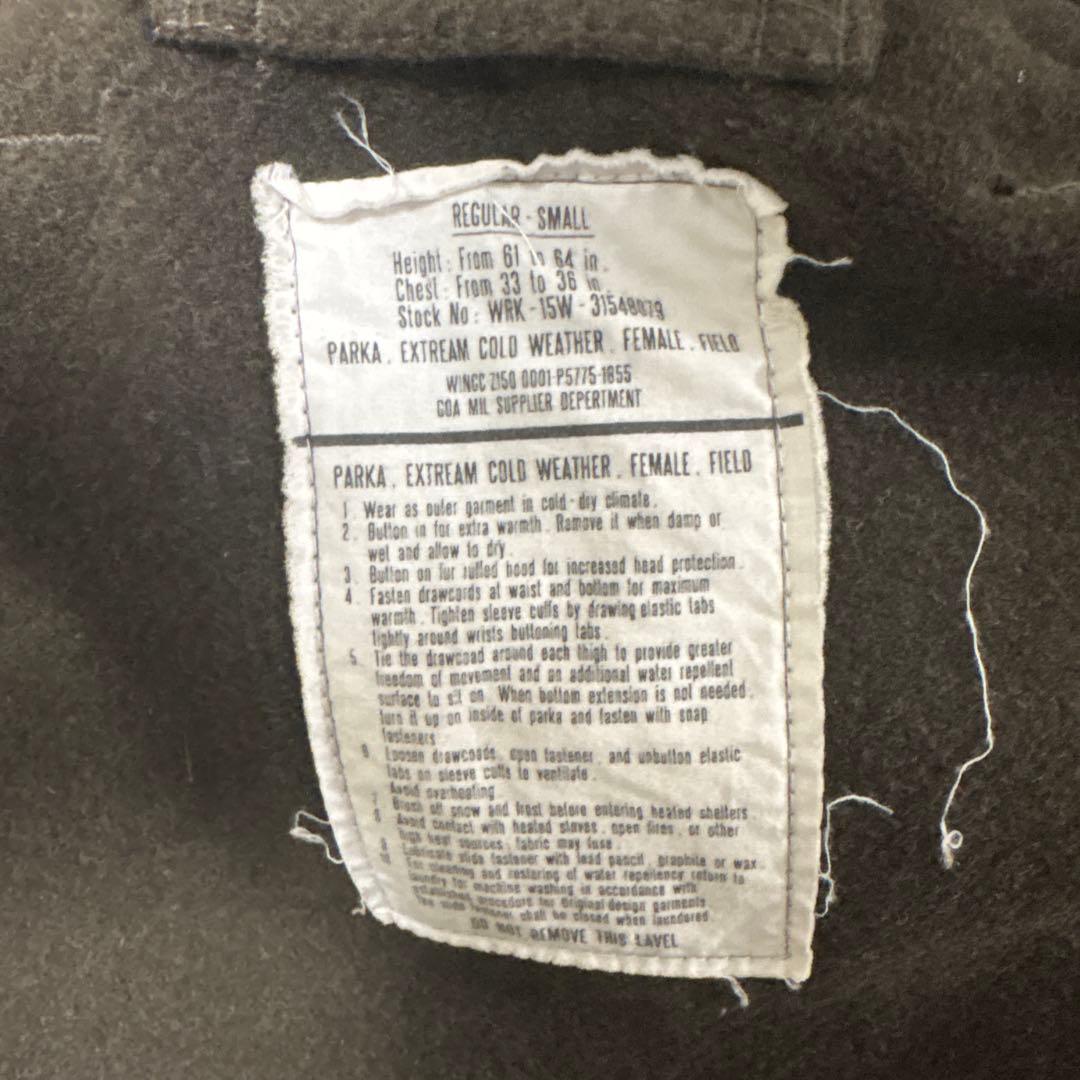 REGULAR - SMALL
Height : From 61 to 64 in .
Chest : From 33 to 36 in .
Stock No : WRK - 15W - 31548079
PARKA . EXTREAM COLD WEATHER . FEMALE . FIELD
WINCC 2150 0001-P5775-1855
COA MIL SUPPLIER DEPERTMENT
PARKA . EXTREAM COLD WEATHER . FEMALE . FIELD
1 . Wear as outer garment in cold - dry climate .
2 . Button in for extra warmth . Remove it when damp or
wet and allow to dry .
3 . Button on fur rulled hood for increased head protection .
4 . Fasten drawcards at waist and bottom for maximum
warmth . Tighten sleeve cuffs by drawing elastic tabs
tightly around wrists buttoning tabs .
5 . Tie the drawcoad around each thigh to provide greater
freedom of movement and an additional water repellent
surface to sit on . When bottom extension is not needed .
turn it up on inside of parka and fasten with snap
fasteners .
6 . Loosen drawcoads . open fastener . and unbutton elastic
tabs on sleeve cuffs to ventilate .
Avoid overheating
7 . Brush off snow and frost before entering heated shelters .
8 . Avoid contact with heated stoves . open fires . or other
high heat sources . fabric may fuse .
9 . Lubricate slide fastener with lead pencil . graphite or wax .
10 . For cleaning and restoring of water repellency return to
laundry for machine washing in accordance with
established procedure for Original design garments
The slide fastener shall be closed when laundered
DO NOT REMOVE THIS LAVEL